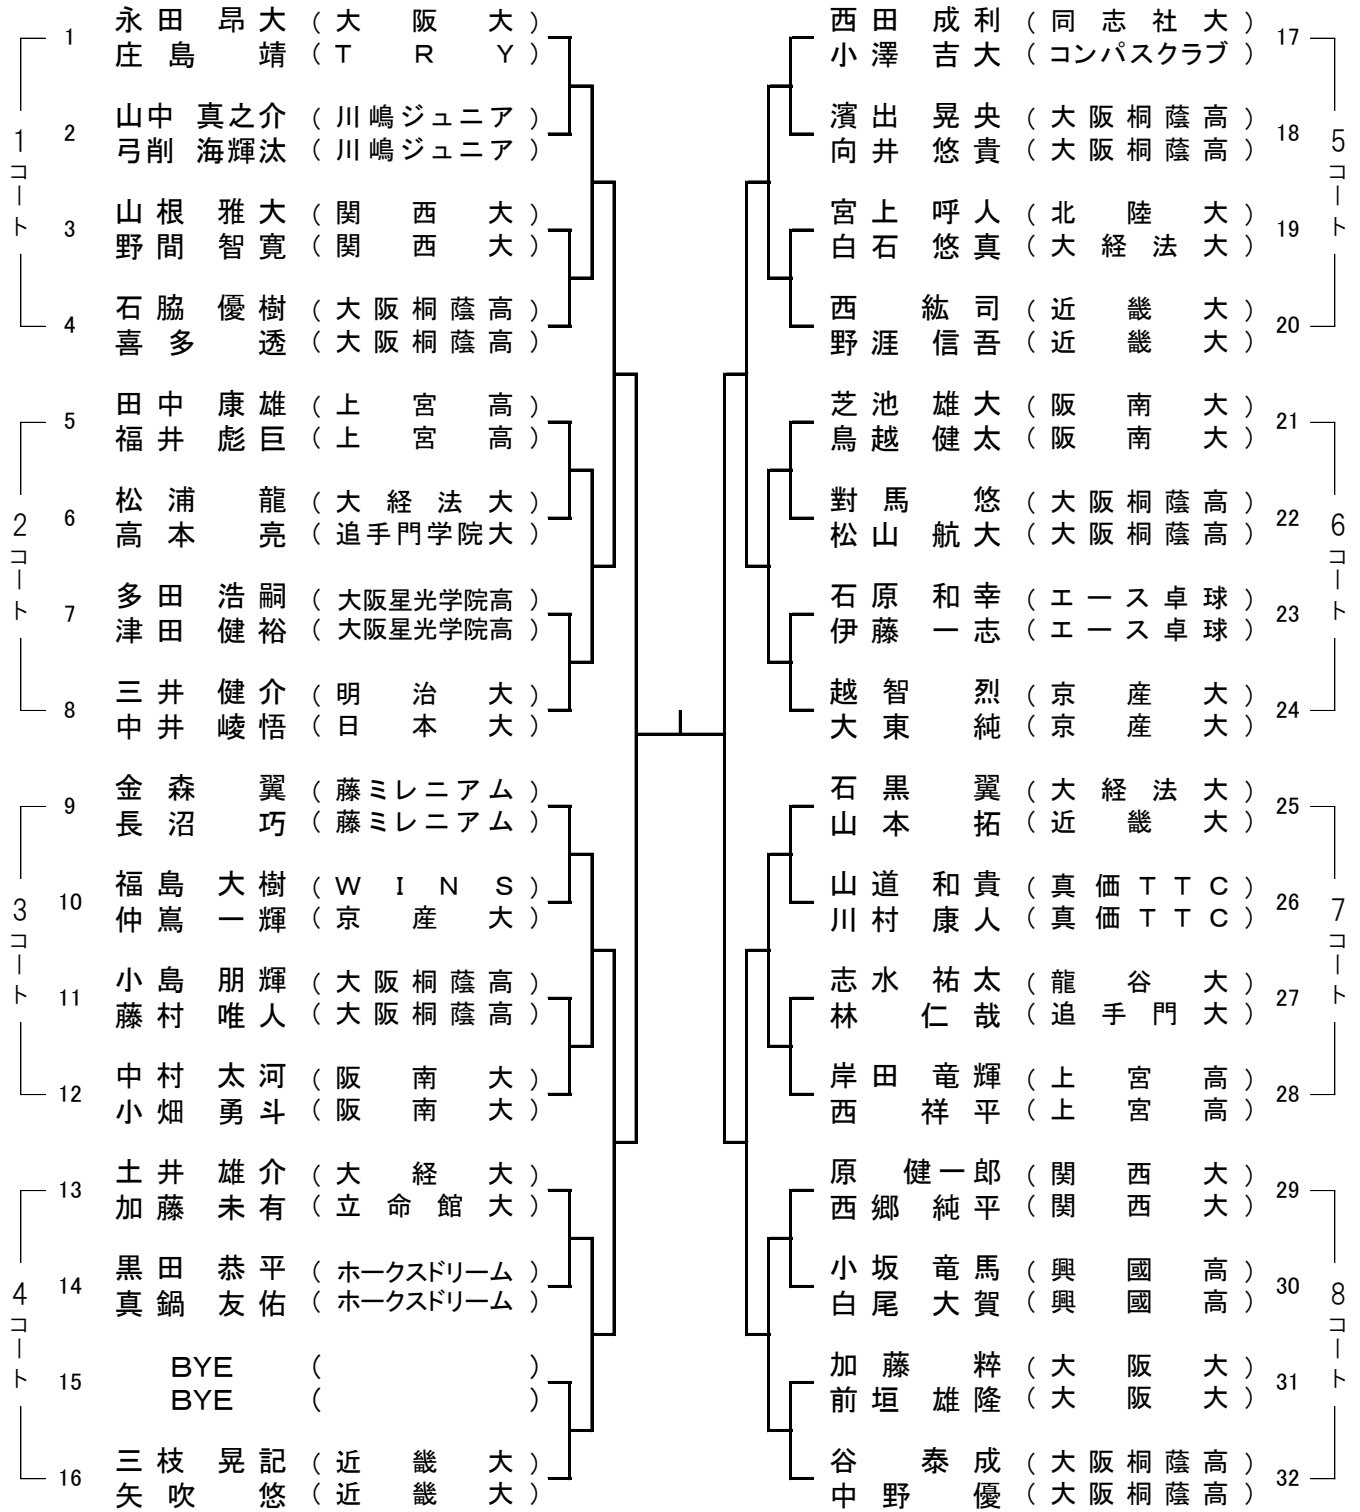 1コート
1 永田 昂大 (大阪大)
庄島 靖 (TRY)
2 山中 真之介 (川嶋ジュニア)
弓削 海輝汰 (川嶋ジュニア)
3 山根 雅大 (関西大)
野間 智寛 (関西大)
4 石脇 優樹 (大阪桐蔭高)
喜多 透 (大阪桐蔭高)
2コート
5 田中 康雄 (上宮高)
福井 彪巨 (上宮高)
6 松浦 龍 (大経法大)
高本 亮 (追手門学院大)
7 多田 浩嗣 (大阪星光学院高)
津田 健裕 (大阪星光学院高)
8 三井 健介 (明治大)
中井 崚悟 (日本大)
3コート
9 金森 翼 (藤ミレニアム)
長沼 巧 (藤ミレニアム)
10 福島 大樹 (WINS)
仲嶌 一輝 (京産大)
11 小島 朋輝 (大阪桐蔭高)
藤村 唯人 (大阪桐蔭高)
12 中村 太河 (阪南大)
小畑 勇斗 (阪南大)
4コート
13 土井 雄介 (大経大)
加藤 未有 (立命館大)
14 黒田 恭平 (ホークスドリーム)
真鍋 友佑 (ホークスドリーム)
15 BYE ( )
BYE ( )
16 三枝 晃記 (近畿大)
矢吹 悠 (近畿大)
5コート
西田 成利 (同志社大) 17
小澤 吉大 (コンパスクラブ)
濱出 晃央 (大阪桐蔭高) 18
向井 悠貴 (大阪桐蔭高)
宮上 呼人 (北陸大) 19
白石 悠真 (大経法大)
西 紘司 (近畿大) 20
野涯 信吾 (近畿大)
6コート
芝池 雄大 (阪南大) 21
鳥越 健太 (阪南大)
對馬 悠 (大阪桐蔭高) 22
松山 航大 (大阪桐蔭高)
石原 和幸 (エース卓球) 23
伊藤 一志 (エース卓球)
越智 烈 (京産大) 24
大東 純 (京産大)
7コート
石黒 翼 (大経法大) 25
山本 拓 (近畿大)
山道 和貴 (真価TTC) 26
川村 康人 (真価TTC)
志水 祐太 (龍谷大) 27
林 仁哉 (追手門大)
岸田 竜輝 (上宮高) 28
西 祥平 (上宮高)
8コート
原 健一郎 (関西大) 29
西郷 純平 (関西大)
小坂 竜馬 (興國高) 30
白尾 大賀 (興國高)
加藤 粹 (大阪大) 31
前垣 雄隆 (大阪大)
谷 泰成 (大阪桐蔭高) 32
中野 優 (大阪桐蔭高)